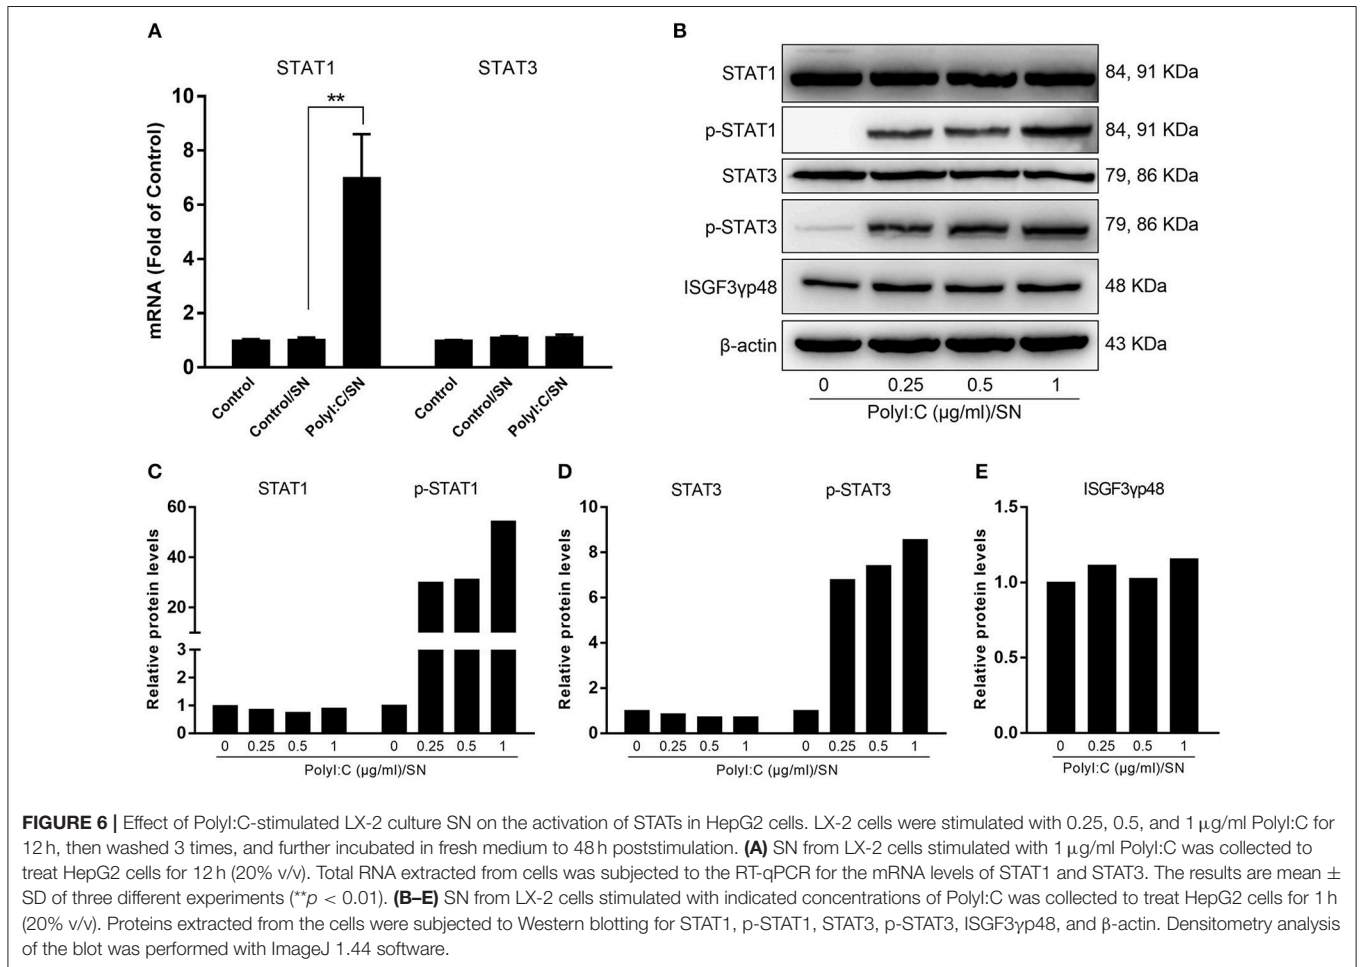 A
STAT1
STAT3
mRNA (Fold of Control)
10
8
6
4
2
0
**
Control
Control/SN
PolyI:C/SN
Control
Control/SN
PolyI:C/SN
B
STAT1
84, 91 KDa
p-STAT1
84, 91 KDa
STAT3
79, 86 KDa
p-STAT3
79, 86 KDa
ISGF3γp48
48 KDa
β-actin
43 KDa
0 0.25 0.5 1
PolyI:C (μg/ml)/SN
C
STAT1
p-STAT1
Relative protein levels
60
40
20
3
2
1
0
0 0.25 0.5 1 0 0.25 0.5 1
PolyI:C (μg/ml)/SN
D
STAT3
p-STAT3
Relative protein levels
10
8
6
4
2
0
0 0.25 0.5 1 0 0.25 0.5 1
PolyI:C (μg/ml)/SN
E
ISGF3γp48
Relative protein levels
1.5
1.0
0.5
0.0
0 0.25 0.5 1
PolyI:C (μg/ml)/SN
FIGURE 6 | Effect of PolyI:C-stimulated LX-2 culture SN on the activation of STATs in HepG2 cells. LX-2 cells were stimulated with 0.25, 0.5, and 1 μg/ml PolyI:C for
12 h, then washed 3 times, and further incubated in fresh medium to 48 h poststimulation. (A) SN from LX-2 cells stimulated with 1 μg/ml PolyI:C was collected to
treat HepG2 cells for 12 h (20% v/v). Total RNA extracted from cells was subjected to the RT-qPCR for the mRNA levels of STAT1 and STAT3. The results are mean ±
SD of three different experiments (**p < 0.01). (B–E) SN from LX-2 cells stimulated with indicated concentrations of PolyI:C was collected to treat HepG2 cells for 1 h
(20% v/v). Proteins extracted from the cells were subjected to Western blotting for STAT1, p-STAT1, STAT3, p-STAT3, ISGF3γp48, and β-actin. Densitometry analysis
of the blot was performed with ImageJ 1.44 software.